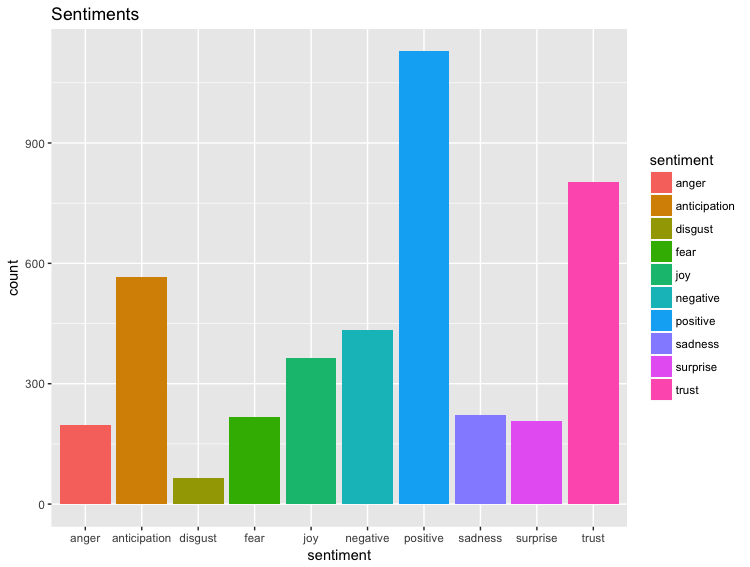 Sentiments
count
900
600
300
0
anger anticipation disgust fear joy negative positive sadness surprise trust
sentiment
sentiment
anger
anticipation
disgust
fear
joy
negative
positive
sadness
surprise
trust